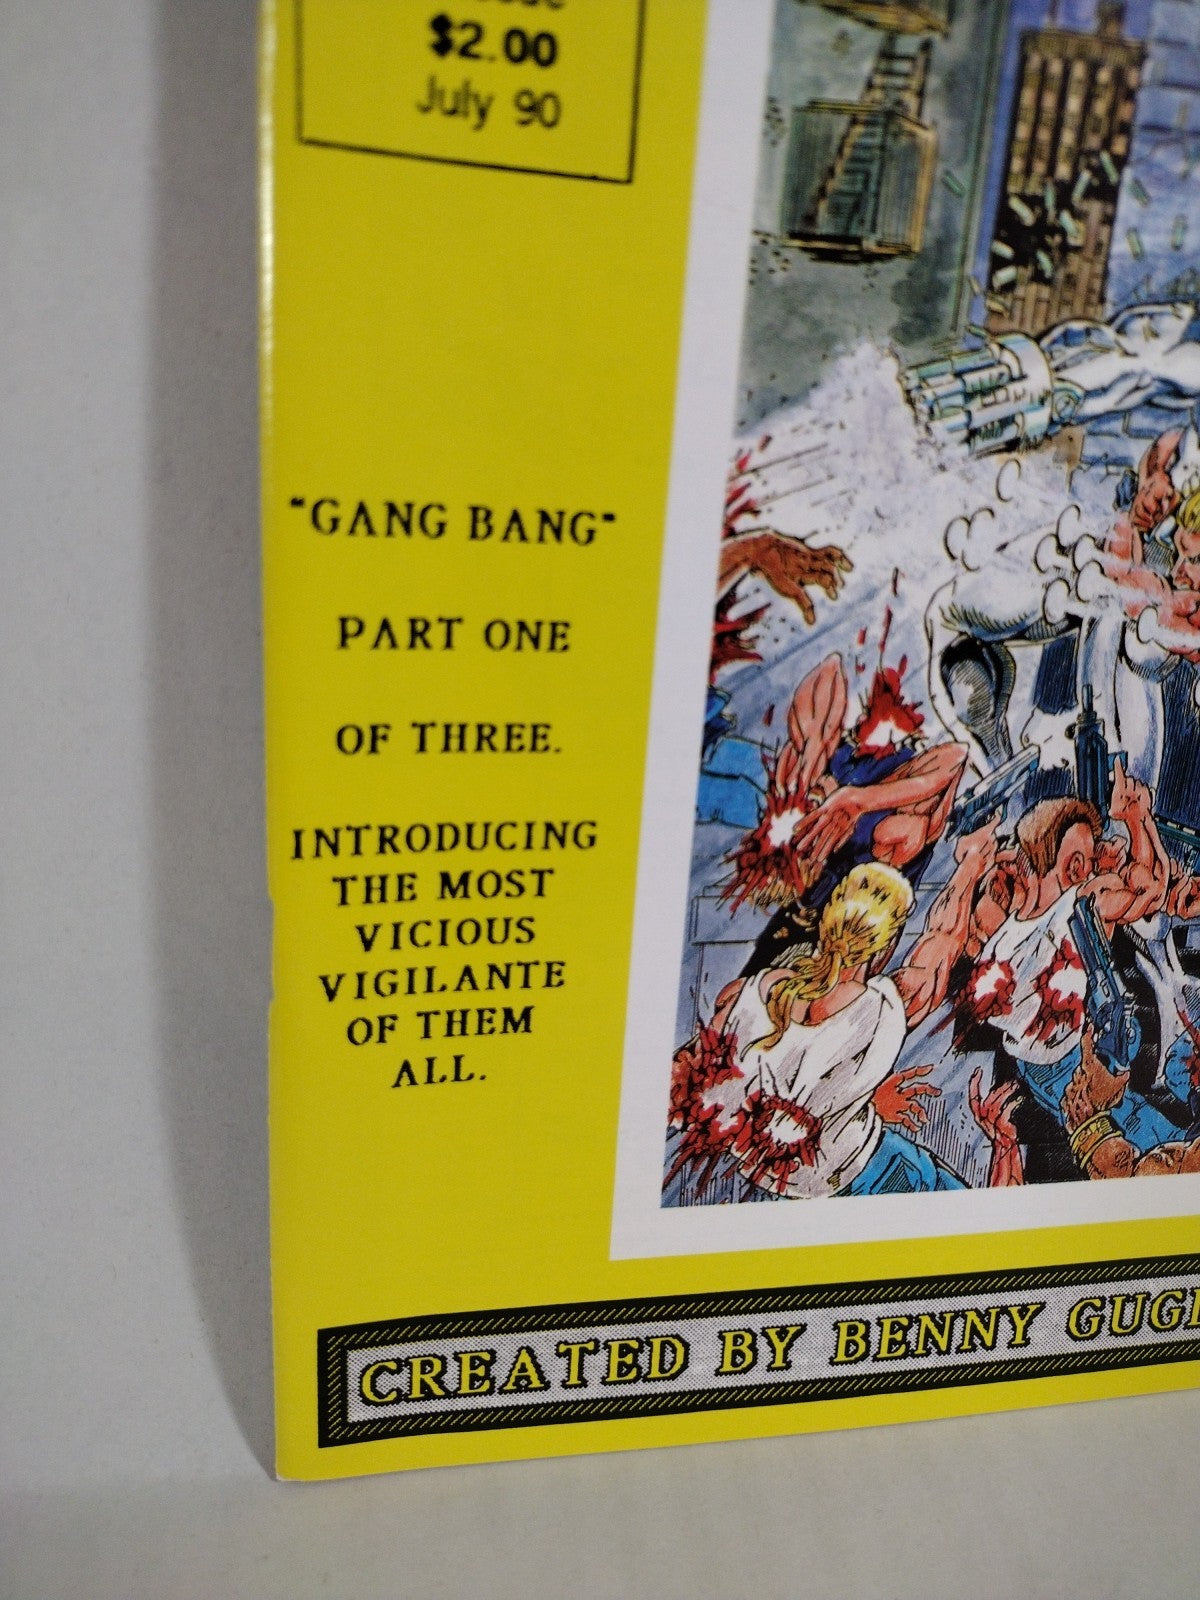 $2.00
July 90
"GANG BANG"
PART ONE
OF THREE.
INTRODUCING
THE MOST
VICIOUS
VIGILANTE
OF THEM
ALL.
CREATED BY BENNY